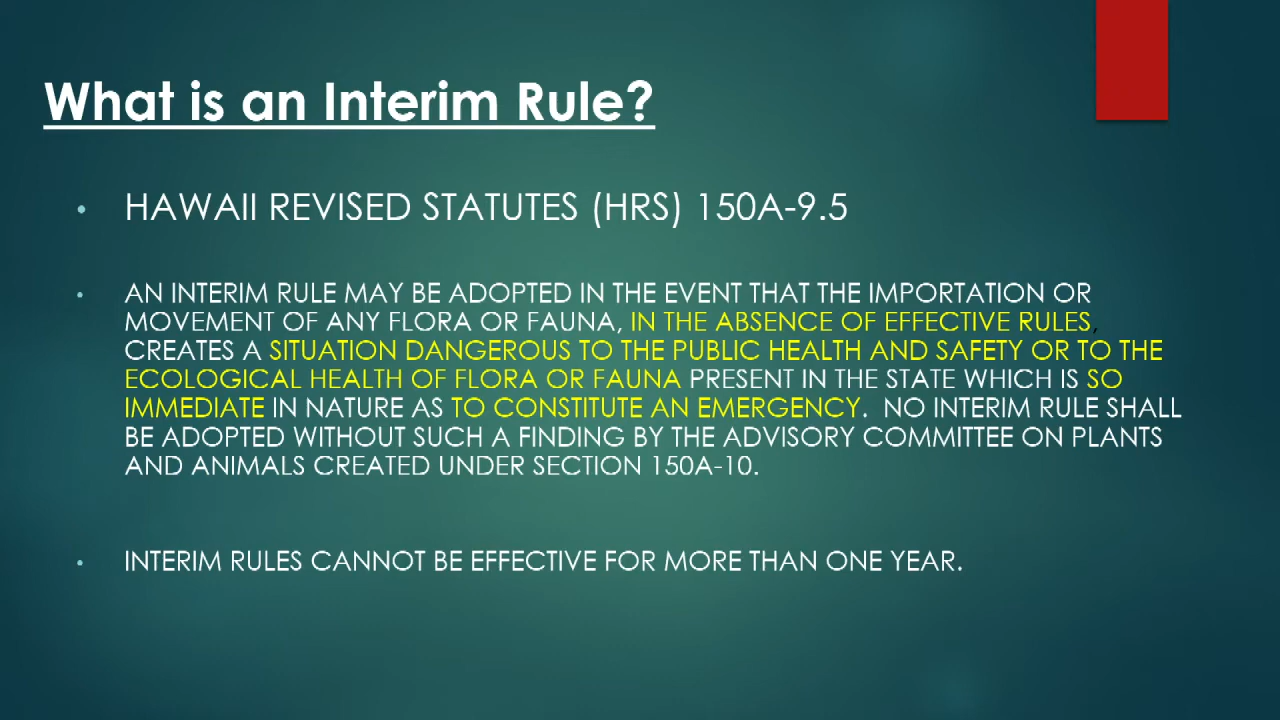 What is an Interim Rule?
• HAWAII REVISED STATUTES (HRS) 150A-9.5
• AN INTERIM RULE MAY BE ADOPTED IN THE EVENT THAT THE IMPORTATION OR
MOVEMENT OF ANY FLORA OR FAUNA, IN THE ABSENCE OF EFFECTIVE RULES,
CREATES A SITUATION DANGEROUS TO THE PUBLIC HEALTH AND SAFETY OR TO THE
ECOLOGICAL HEALTH OF FLORA OR FAUNA PRESENT IN THE STATE WHICH IS SO
IMMEDIATE IN NATURE AS TO CONSTITUTE AN EMERGENCY.  NO INTERIM RULE SHALL
BE ADOPTED WITHOUT SUCH A FINDING BY THE ADVISORY COMMITTEE ON PLANTS
AND ANIMALS CREATED UNDER SECTION 150A-10.
• INTERIM RULES CANNOT BE EFFECTIVE FOR MORE THAN ONE YEAR.